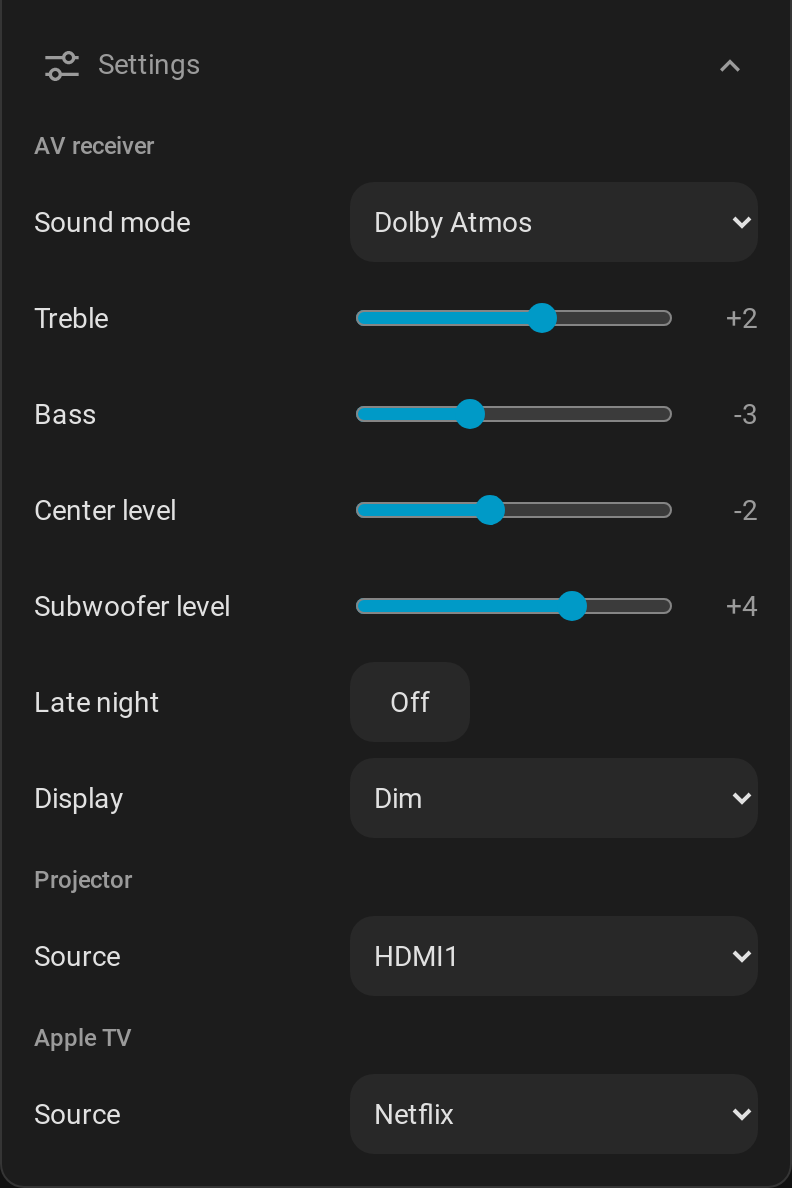 Settings
AV receiver
Sound mode Dolby Atmos
Treble +2
Bass -3
Center level -2
Subwoofer level +4
Late night Off
Display Dim
Projector
Source HDMI1
Apple TV
Source Netflix